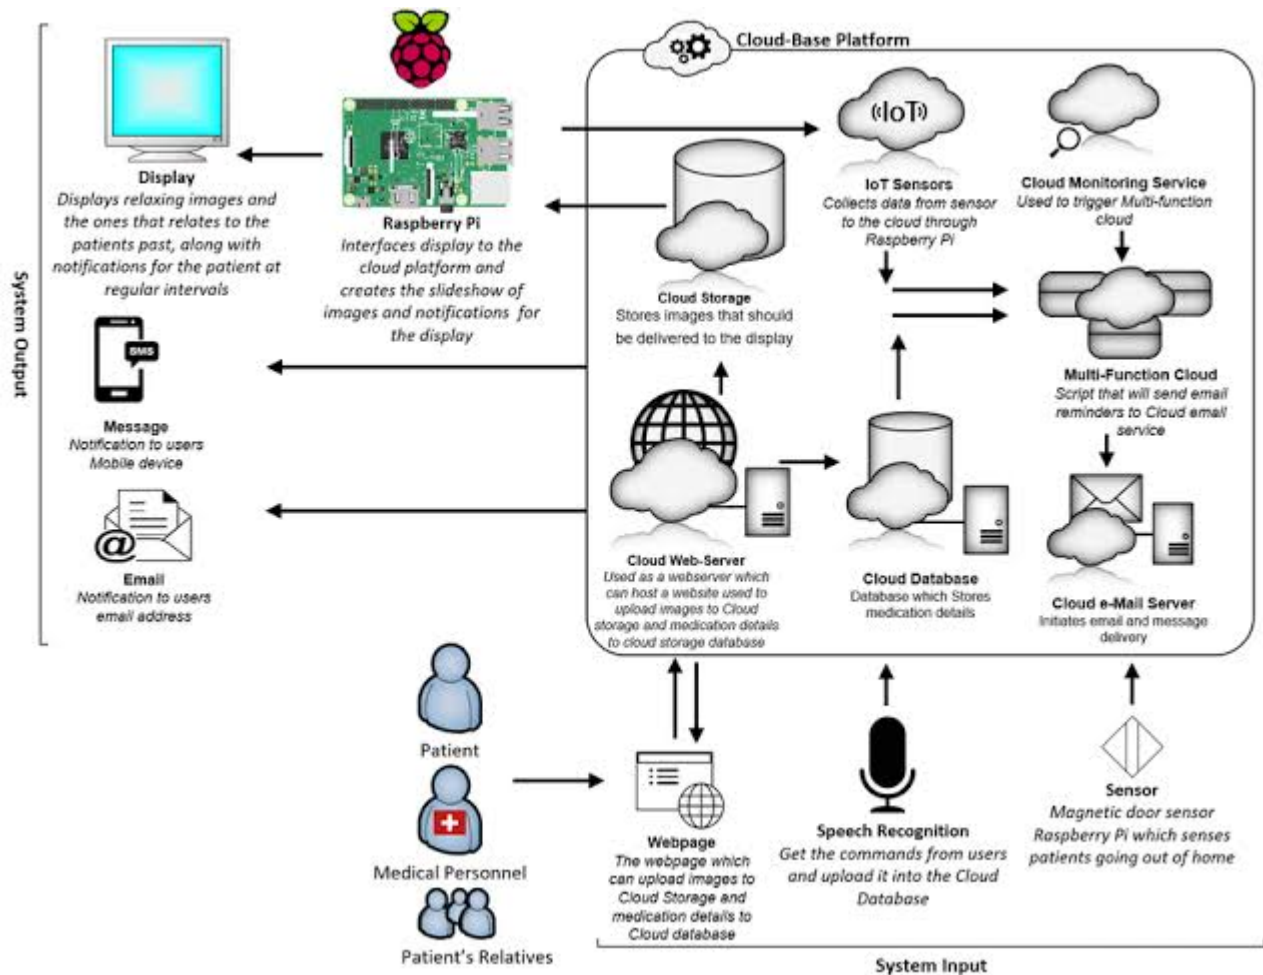 Cloud-Base Platform
System Output
Display
Displays relaxing images and
the ones that relates to the
patients past, along with
notifications for the patient at
regular intervals
Raspberry Pi
Interfaces display to the
cloud platform and
creates the slideshow of
images and notifications for
the display
SMS
Message
Notification to users
Mobile device
@
Email
Notification to users
email address
((IoT))
IoT Sensors
Collects data from sensor
to the cloud through
Raspberry Pi
Cloud Monitoring Service
Used to trigger Multi-function
cloud
Cloud Storage
Stores images that should
be delivered to the display
Multi-Function Cloud
Script that will send email
reminders to Cloud email
service
Cloud Web-Server
Used as a webserver which
can host a website used to
upload images to Cloud
storage and medication details
to cloud storage database
Cloud Database
Database which Stores
medication details
Cloud e-Mail Server
Initiates email and message
delivery
Patient
Medical Personnel
Patient's Relatives
Webpage
The webpage which
can upload images to
Cloud Storage and
medication details to
Cloud database
Speech Recognition
Get the commands from users
and upload it into the Cloud
Database
Sensor
Magnetic door sensor
Raspberry Pi which senses
patients going out of home
System Input